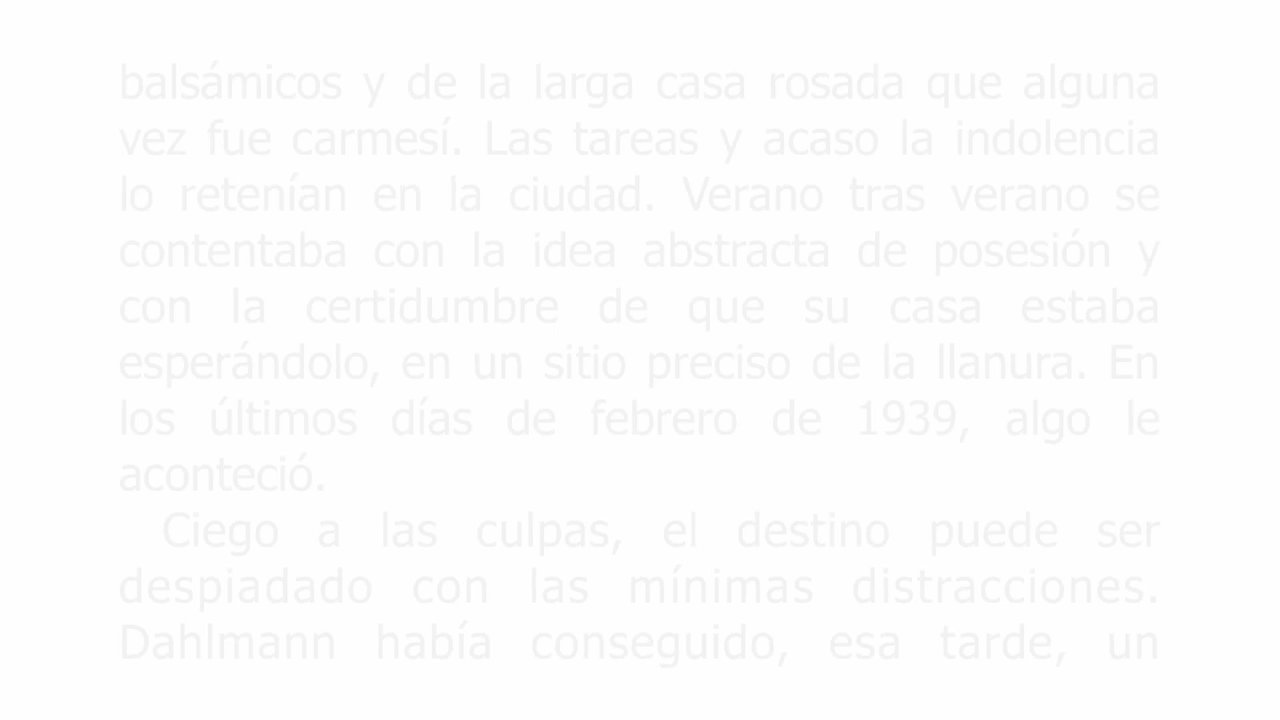 balsámicos y de la larga casa rosada que alguna
vez fue carmesí. Las tareas y acaso la indolencia
lo retenían en la ciudad. Verano tras verano se
contentaba con la idea abstracta de posesión y
con la certidumbre de que su casa estaba
esperándolo, en un sitio preciso de la llanura. En
los últimos días de febrero de 1939, algo le
aconteció.
Ciego a las culpas, el destino puede ser
despiadado con las mínimas distracciones.
Dahlmann había conseguido, esa tarde, un